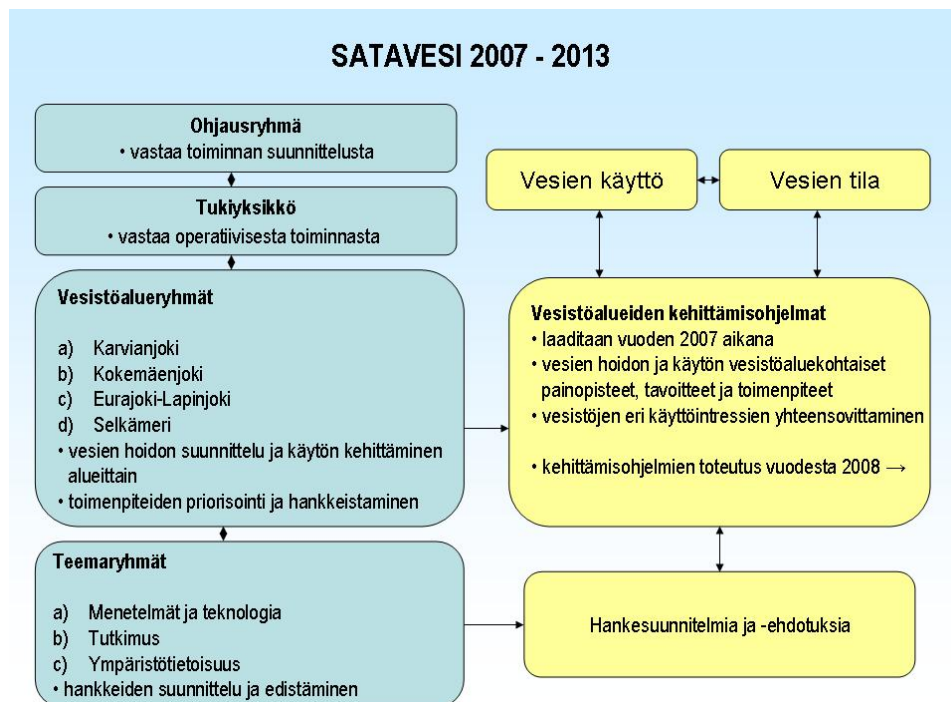 SATAVESI 2007 - 2013
Ohjausryhmä
• vastaa toiminnan suunnittelusta
Tukiyksikkö
• vastaa operatiivisesta toiminnasta
Vesistöalueryhmät
a) Karvianjoki
b) Kokemäenjoki
c) Eurajoki-Lapinjoki
d) Selkämeri
• vesien hoidon suunnittelu ja käytön kehittäminen
alueittain
• toimenpiteiden priorisointi ja hankkeistaminen
Teemaryhmät
a) Menetelmät ja teknologia
b) Tutkimus
c) Ympäristötietoisuus
• hankkeiden suunnittelu ja edistäminen
Vesien käyttö
Vesien tila
Vesistöalueiden kehittämisohjelmat
• laaditaan vuoden 2007 aikana
• vesien hoidon ja käytön vesistöaluekohtaiset
painopisteet, tavoitteet ja toimenpiteet
• vesistöjen eri käyttöintressien yhteensovittaminen
• kehittämisohjelmien toteutus vuodesta 2008 →
Hankesuunnitelmia ja -ehdotuksia